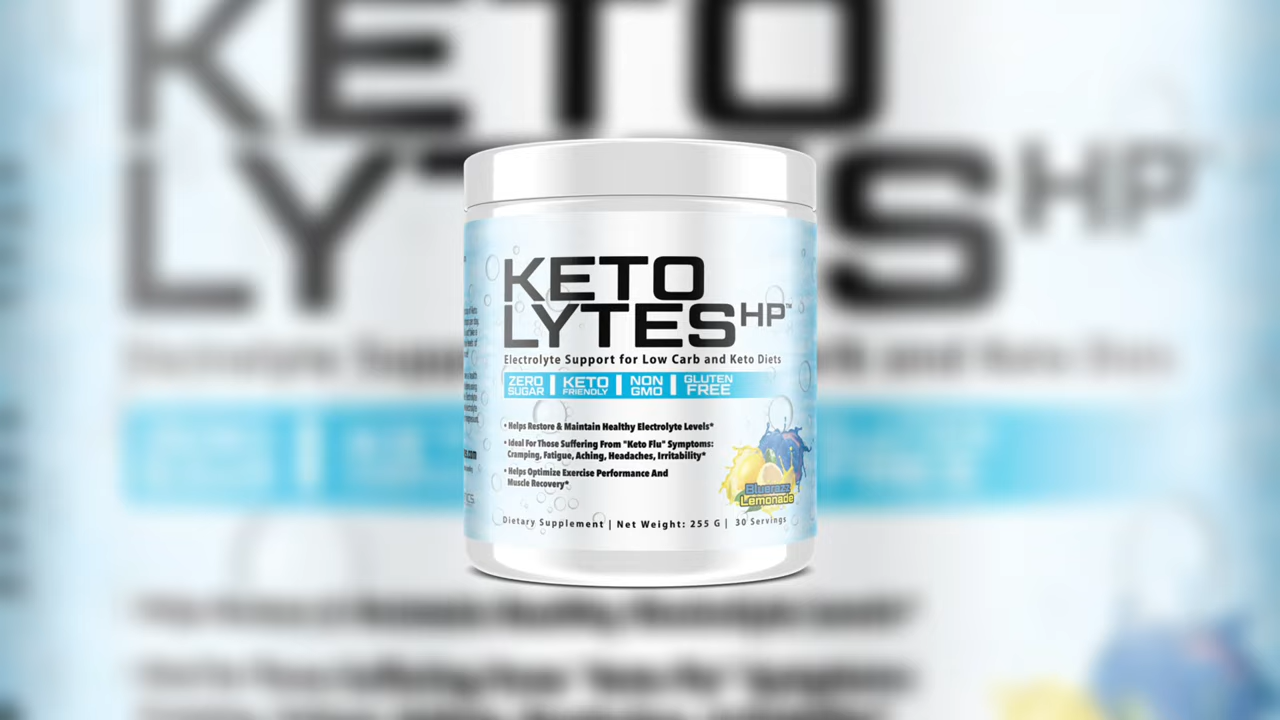 KETO
LYTES HP™
Electrolyte Support for Low Carb and Keto Diets
ZERO SUGAR | KETO FRIENDLY | NON GMO | GLUTEN FREE
• Helps Restore & Maintain Healthy Electrolyte Levels*
• Ideal For Those Suffering From "Keto Flu" Symptoms:
Cramping, Fatigue, Aching, Headaches, Irritability*
• Helps Optimize Exercise Performance And
Muscle Recovery*
Bluerazz
Lemonade
Dietary Supplement | Net Weight: 255 G | 30 Servings